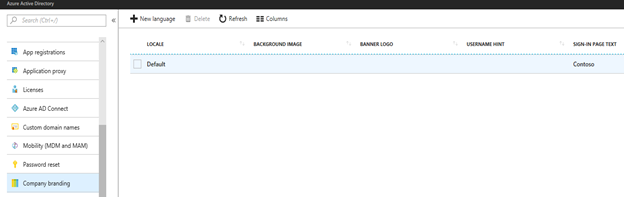 Azure Active Directory
Search (Ctrl+/)
«
New language
Delete
Refresh
Columns
App registrations
Application proxy
Licenses
Azure AD Connect
Custom domain names
Mobility (MDM and MAM)
Password reset
Company branding
LOCALE
BACKGROUND IMAGE
BANNER LOGO
USERNAME HINT
SIGN-IN PAGE TEXT
Default
Contoso